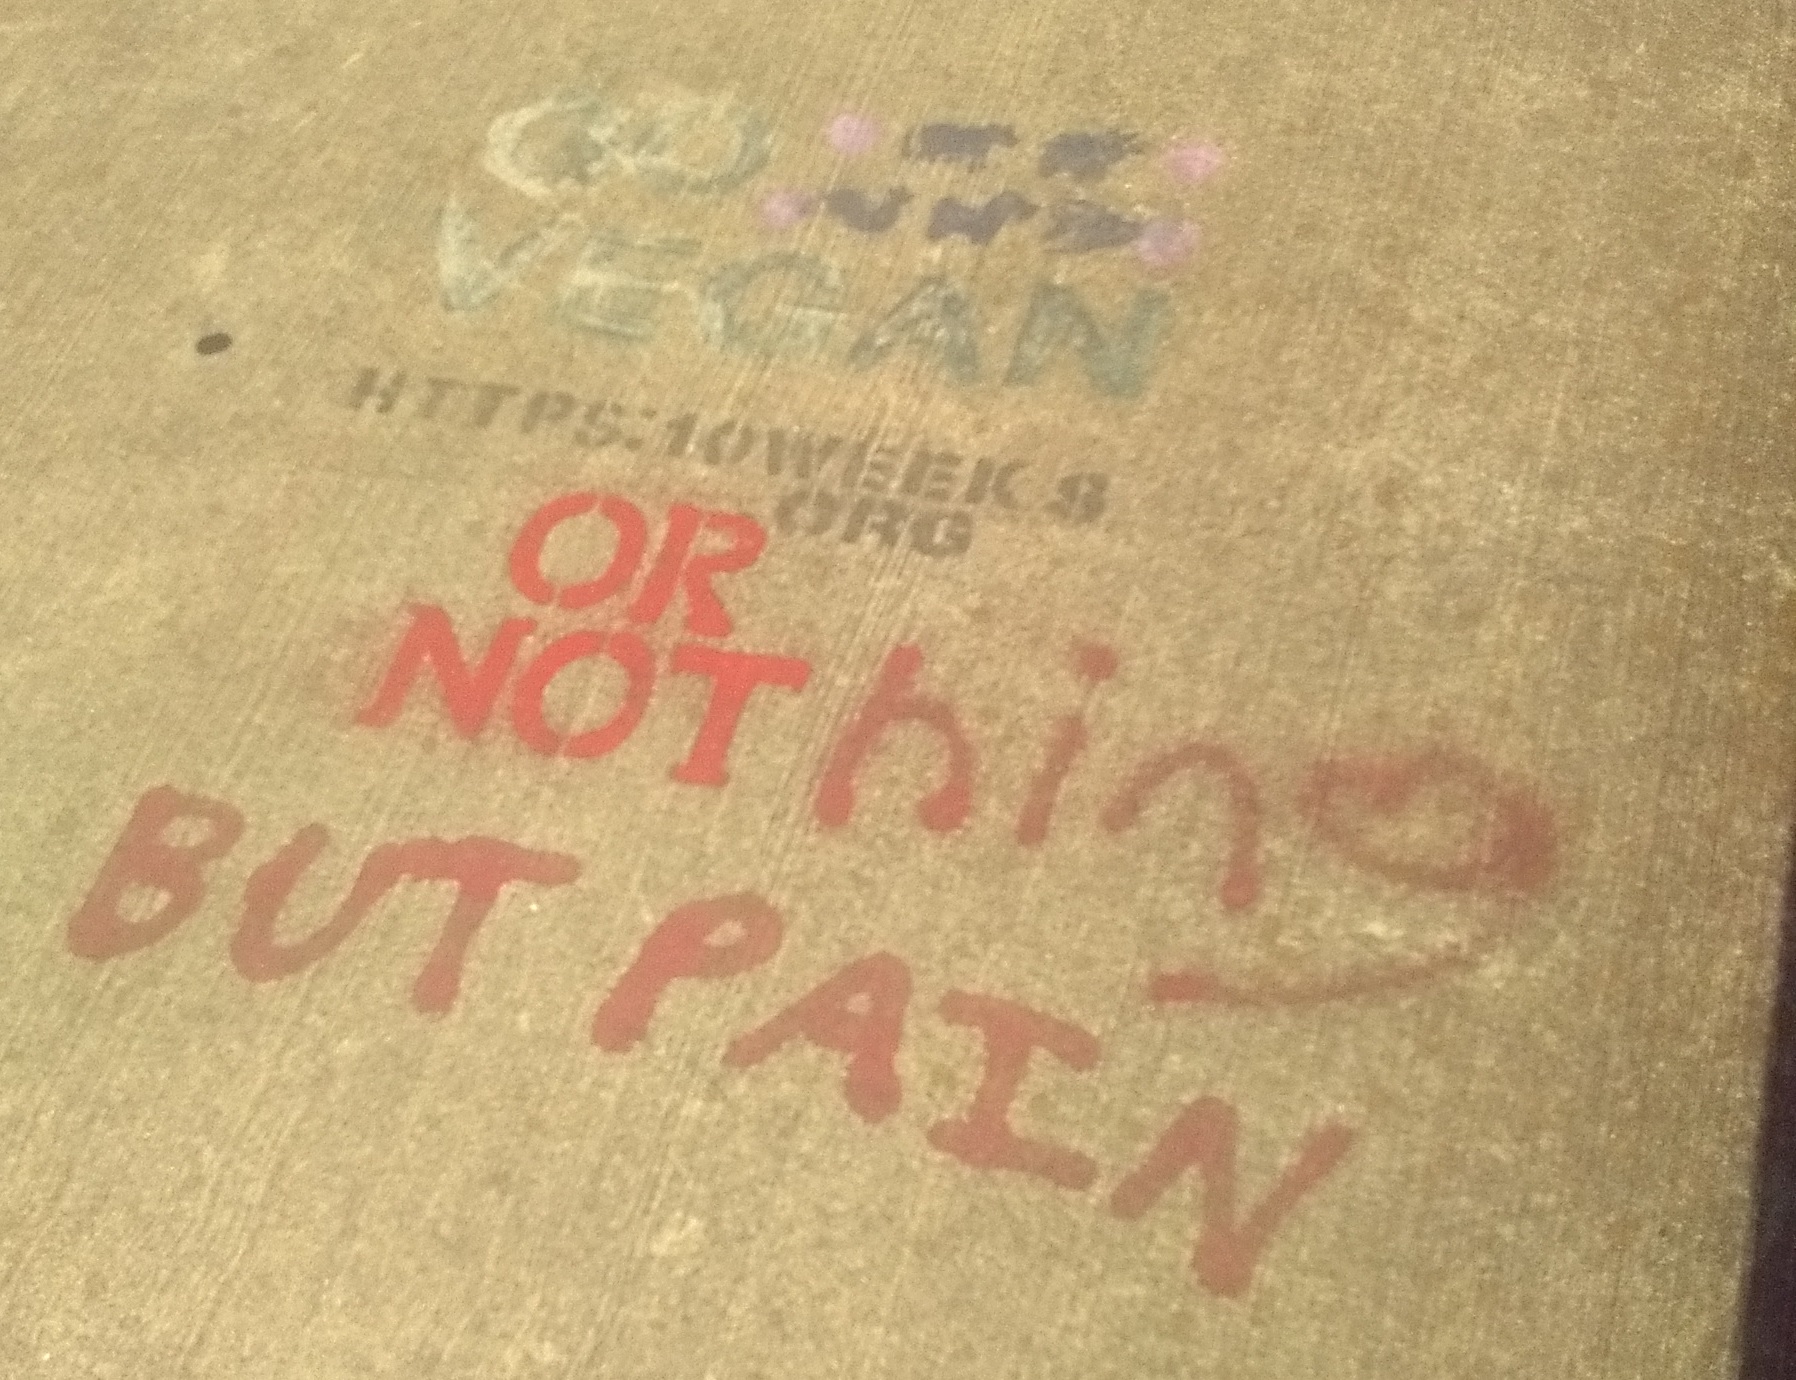 GO
VEGAN
HTTPS:10WEEKS
ORG
OR
NOThing
BUT PAIN